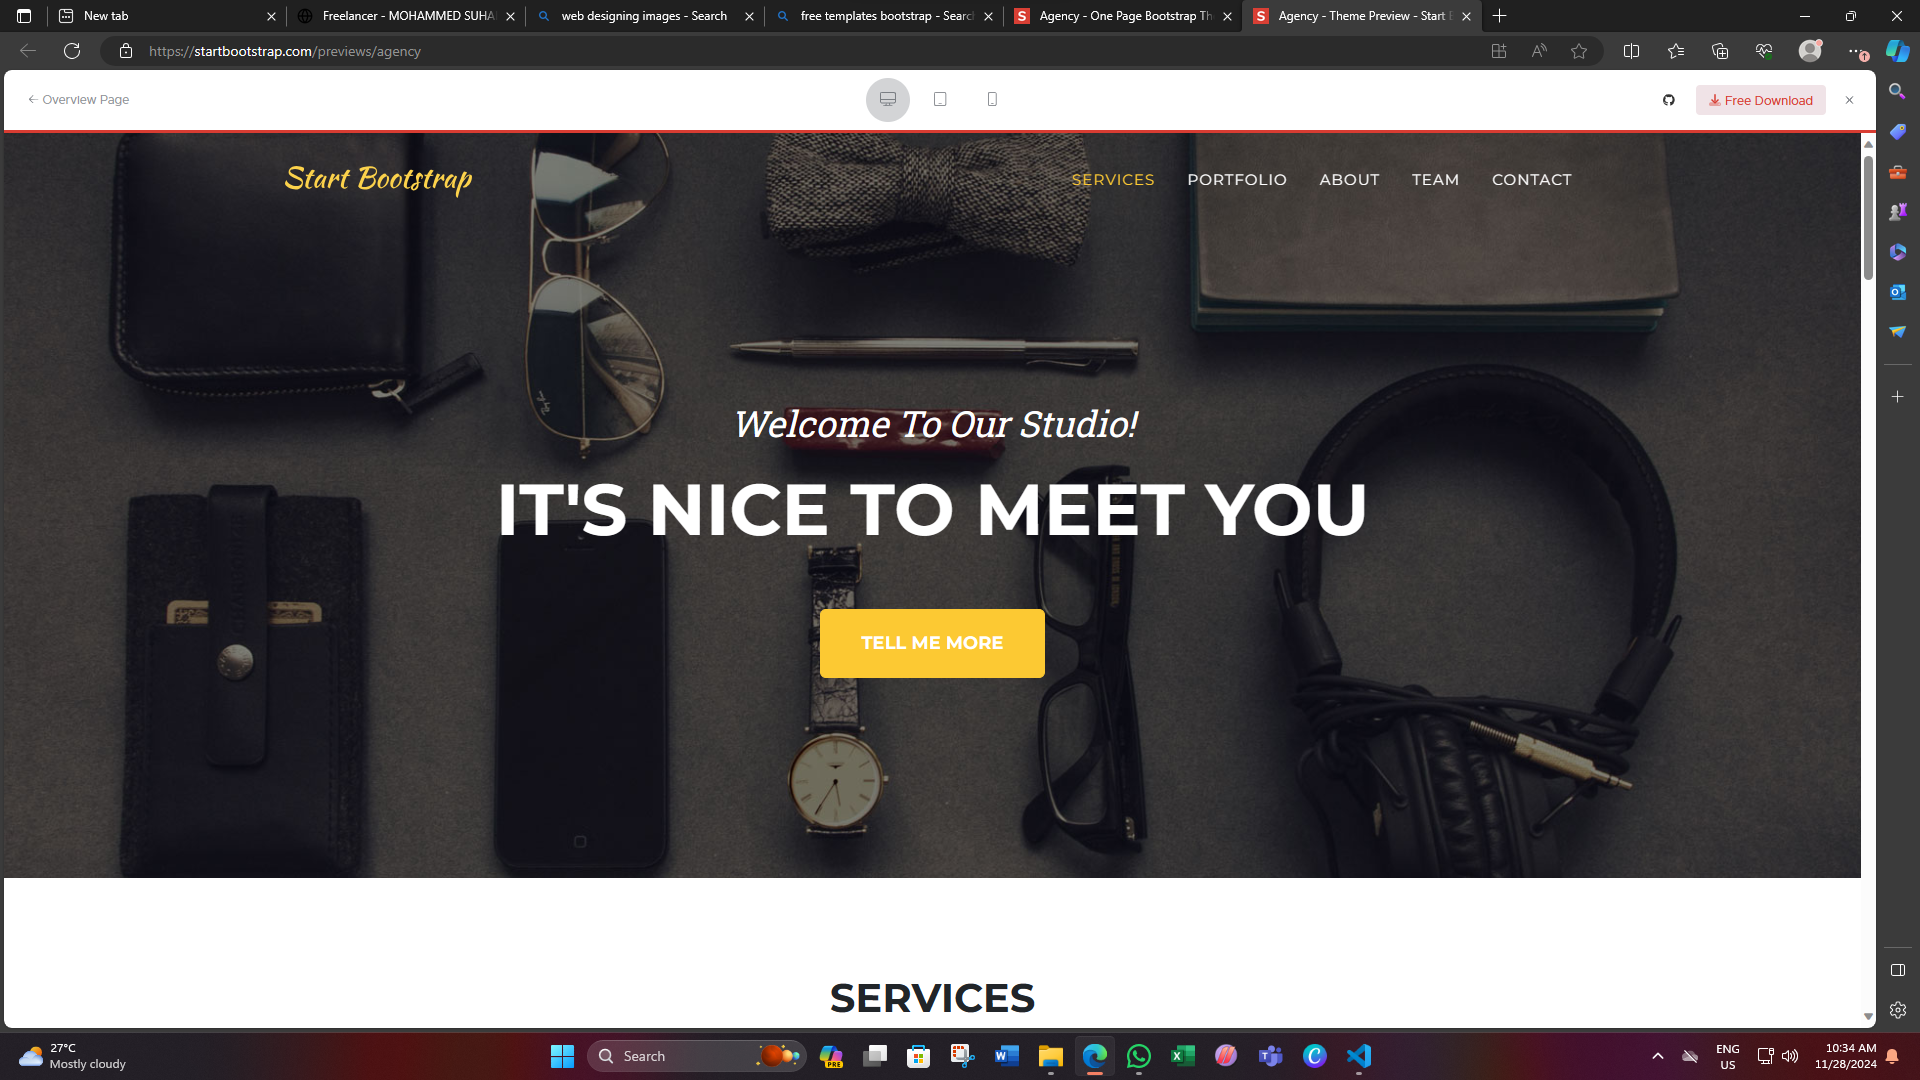 New tab
Freelancer - MOHAMMED SUHA
web designing images - Search
free templates bootstrap - Searc
Agency - One Page Bootstrap Th
Agency - Theme Preview - Start B
https://startbootstrap.com/previews/agency
Overview Page
Free Download
Start Bootstrap
SERVICES
PORTFOLIO
ABOUT
TEAM
CONTACT
Welcome To Our Studio!
IT'S NICE TO MEET YOU
TELL ME MORE
SERVICES
27°C
Mostly cloudy
Search
PRE
ENG
US
10:34 AM
11/28/2024